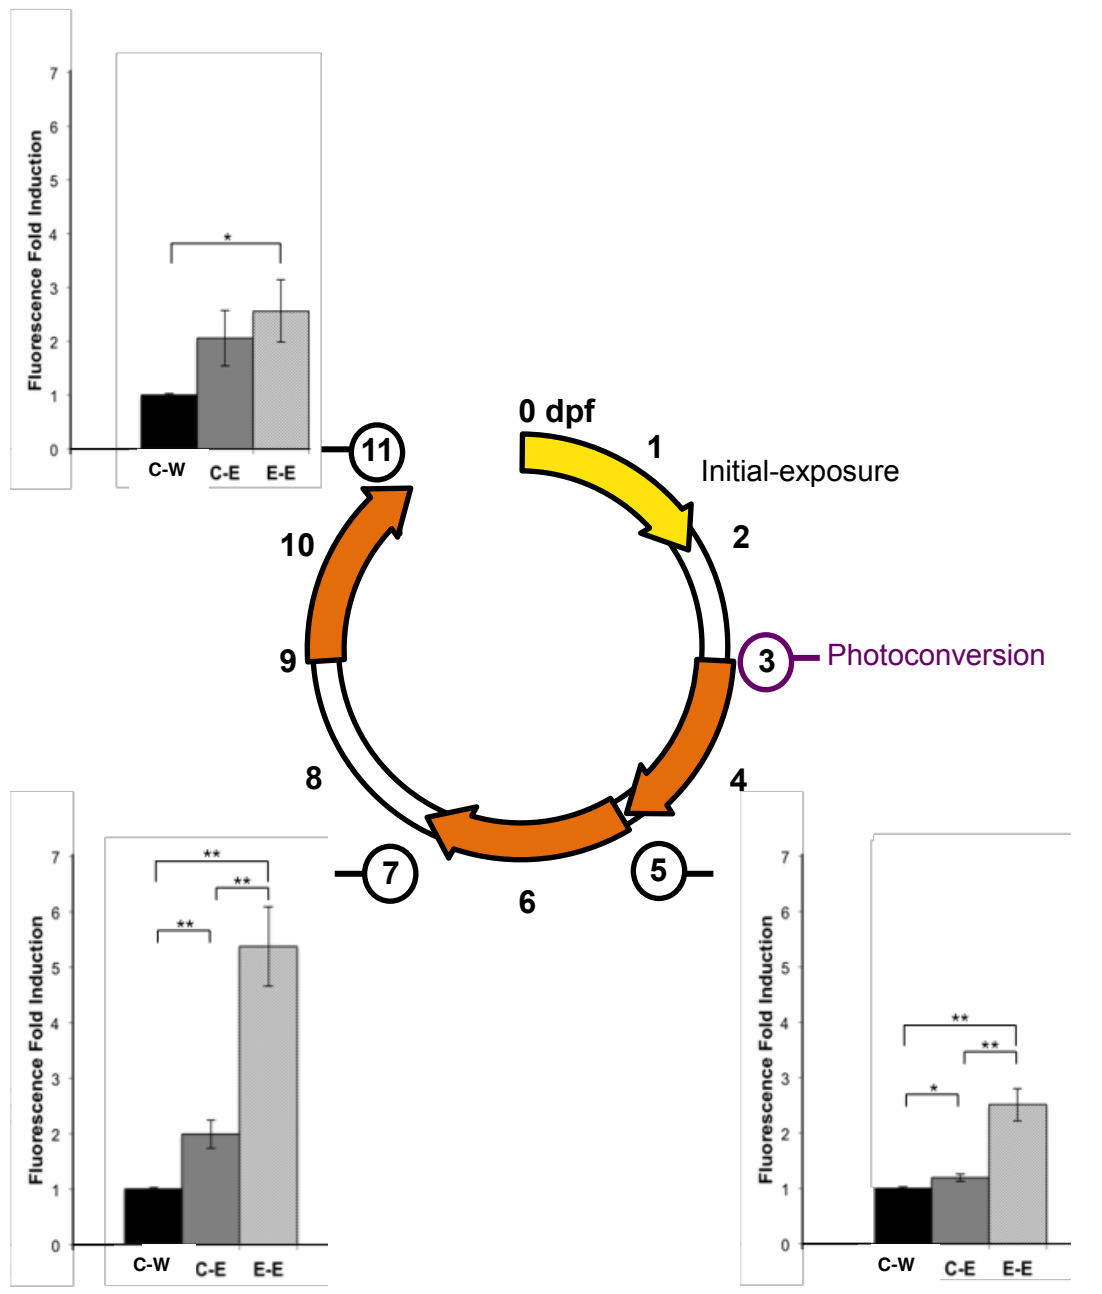 7
6
5
4
3
2
1
0
Fluorescence Fold Induction
*
C-W
C-E
E-E
0 dpf
1
Initial-exposure
2
3
Photoconversion
4
5
6
7
8
9
10
11
7
6
5
4
3
2
1
0
Fluorescence Fold Induction
**
**
**
C-W
C-E
E-E
7
6
5
4
3
2
1
0
Fluorescence Fold Induction
**
**
*
C-W
C-E
E-E